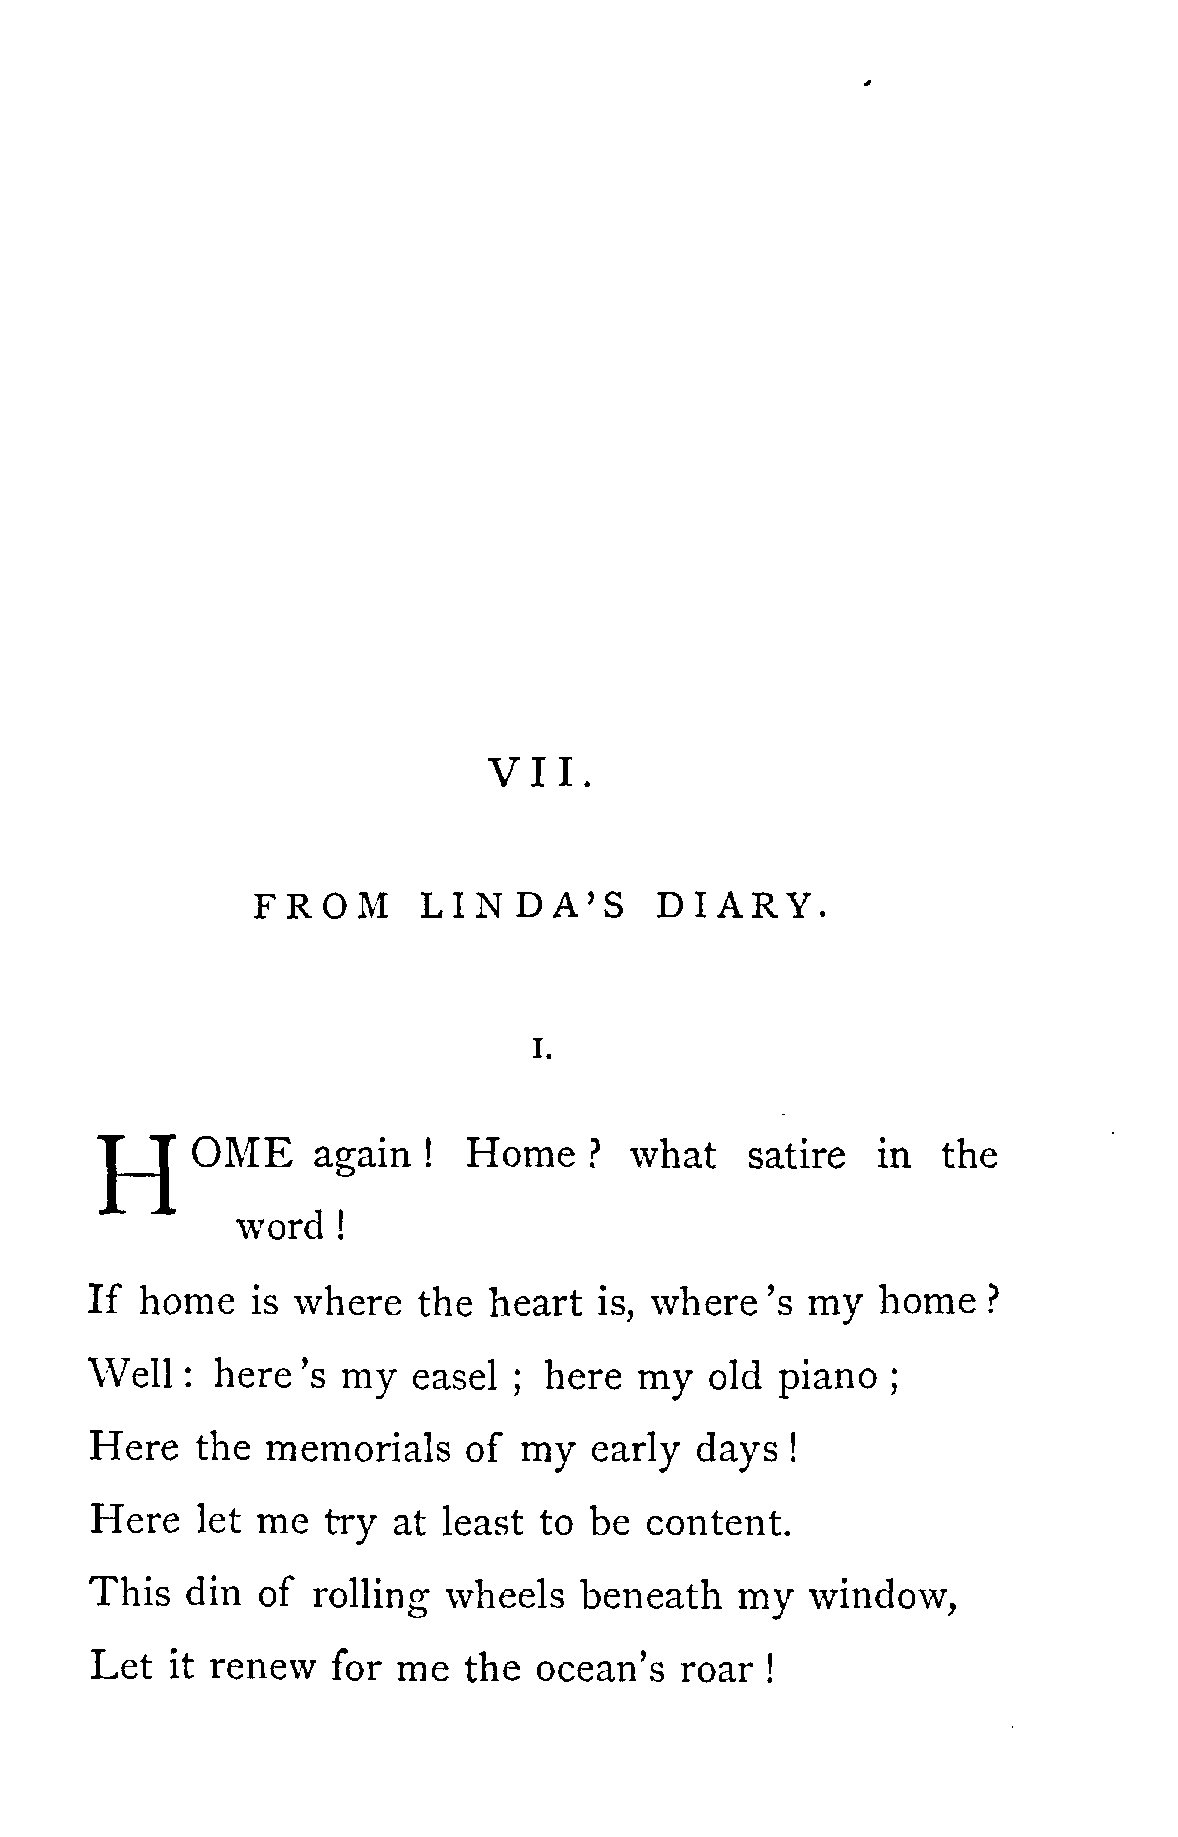 VII.
FROM LINDA'S DIARY.
I.
HOME again! Home? what satire in the
word!
If home is where the heart is, where's my home?
Well: here's my easel; here my old piano;
Here the memorials of my early days!
Here let me try at least to be content.
This din of rolling wheels beneath my window,
Let it renew for me the ocean's roar!